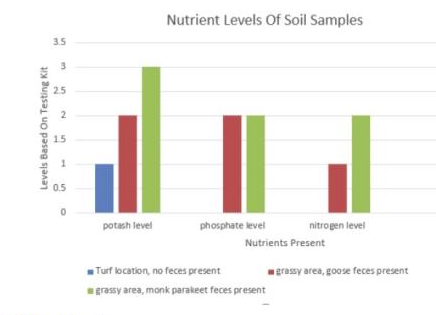 Nutrient Levels Of Soil Samples
Levels Based On Testing Kit
3.5
3
2.5
2
1.5
1
0.5
0
potash level phosphate level nitrogen level
Nutrients Present
Turf location, no feces present grassy area, goose feces present
grassy area, monk parakeet feces present